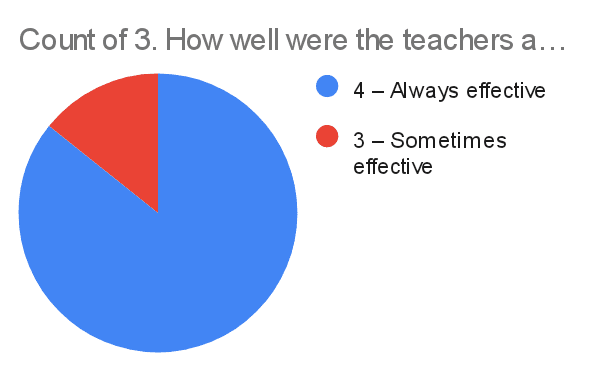 Count of 3. How well were the teachers a…
4 – Always effective
3 – Sometimes
effective